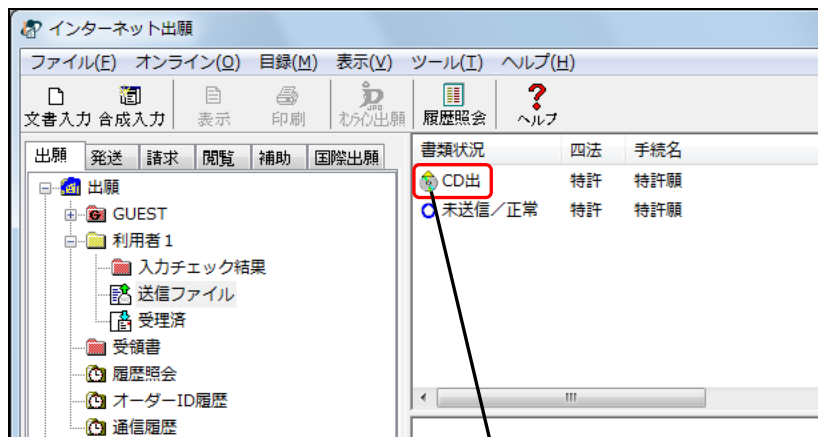 インターネット出願
ファイル(F) オンライン(O) 目録(M) 表示(V) ツール(T) ヘルプ(H)
文書入力 合成入力 表示 印刷 オンライン出願 履歴照会 ヘルプ
出願 発送 請求 閲覧 補助 国際出願
書類状況 四法 手続名
出願
CD出 特許 特許願
GUEST
未送信/正常 特許 特許願
利用者1
入力チェック結果
送信ファイル
受理済
受領書
履歴照会
オーダーID履歴
通信履歴